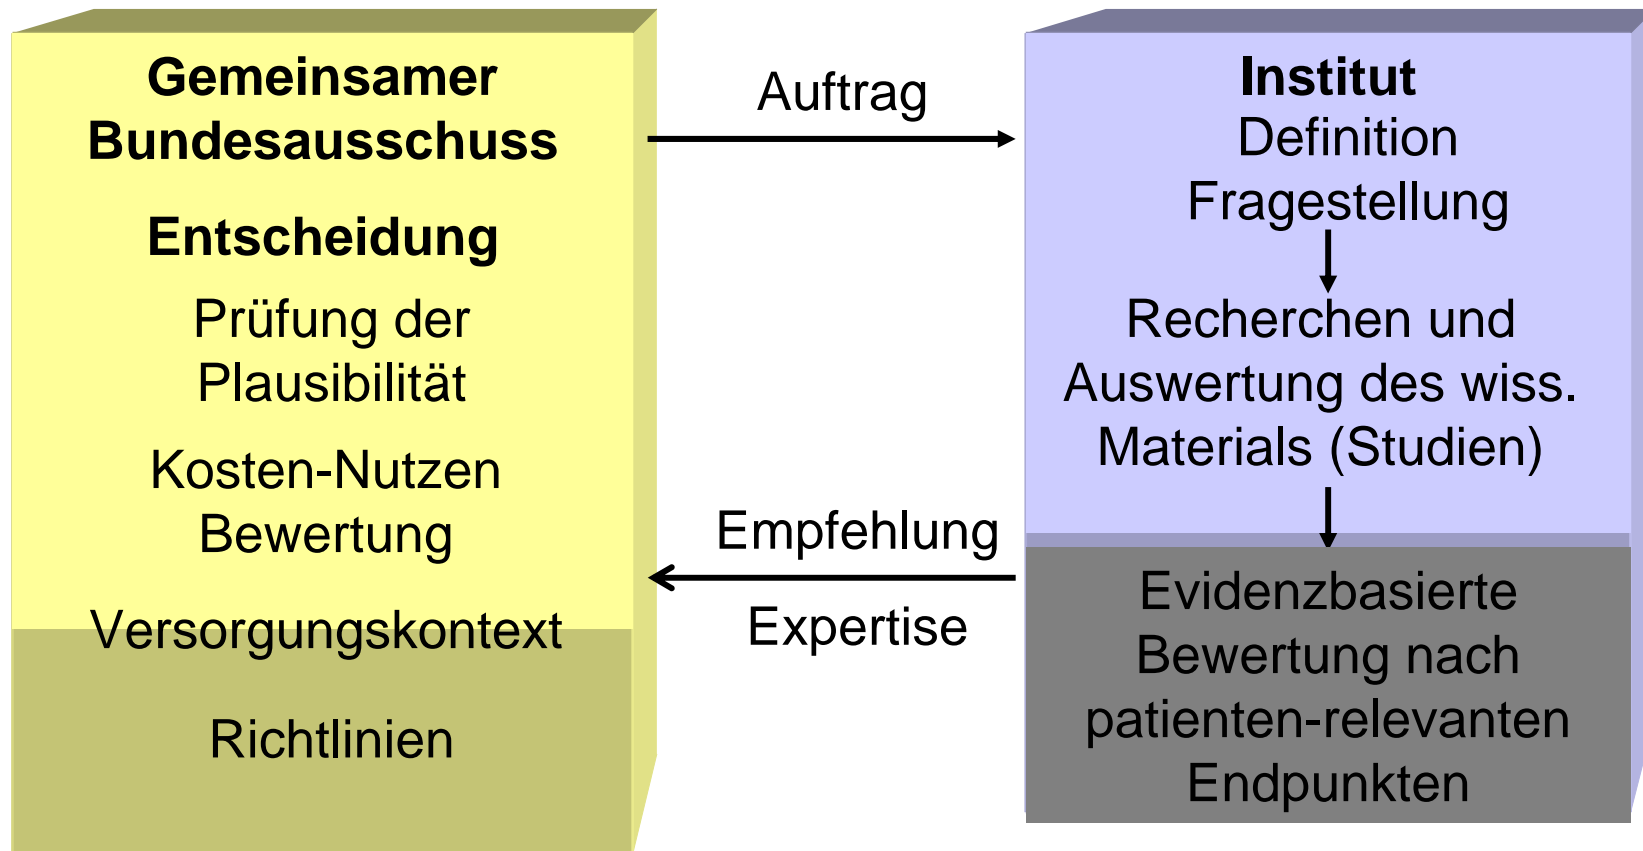 Gemeinsamer
Bundesausschuss
Entscheidung
Prüfung der
Plausibilität
Kosten-Nutzen
Bewertung
Versorgungskontext
Richtlinien
Auftrag
Empfehlung
Expertise
Institut
Definition
Fragestellung
Recherchen und
Auswertung des wiss.
Materials (Studien)
Evidenzbasierte
Bewertung nach
patienten-relevanten
Endpunkten